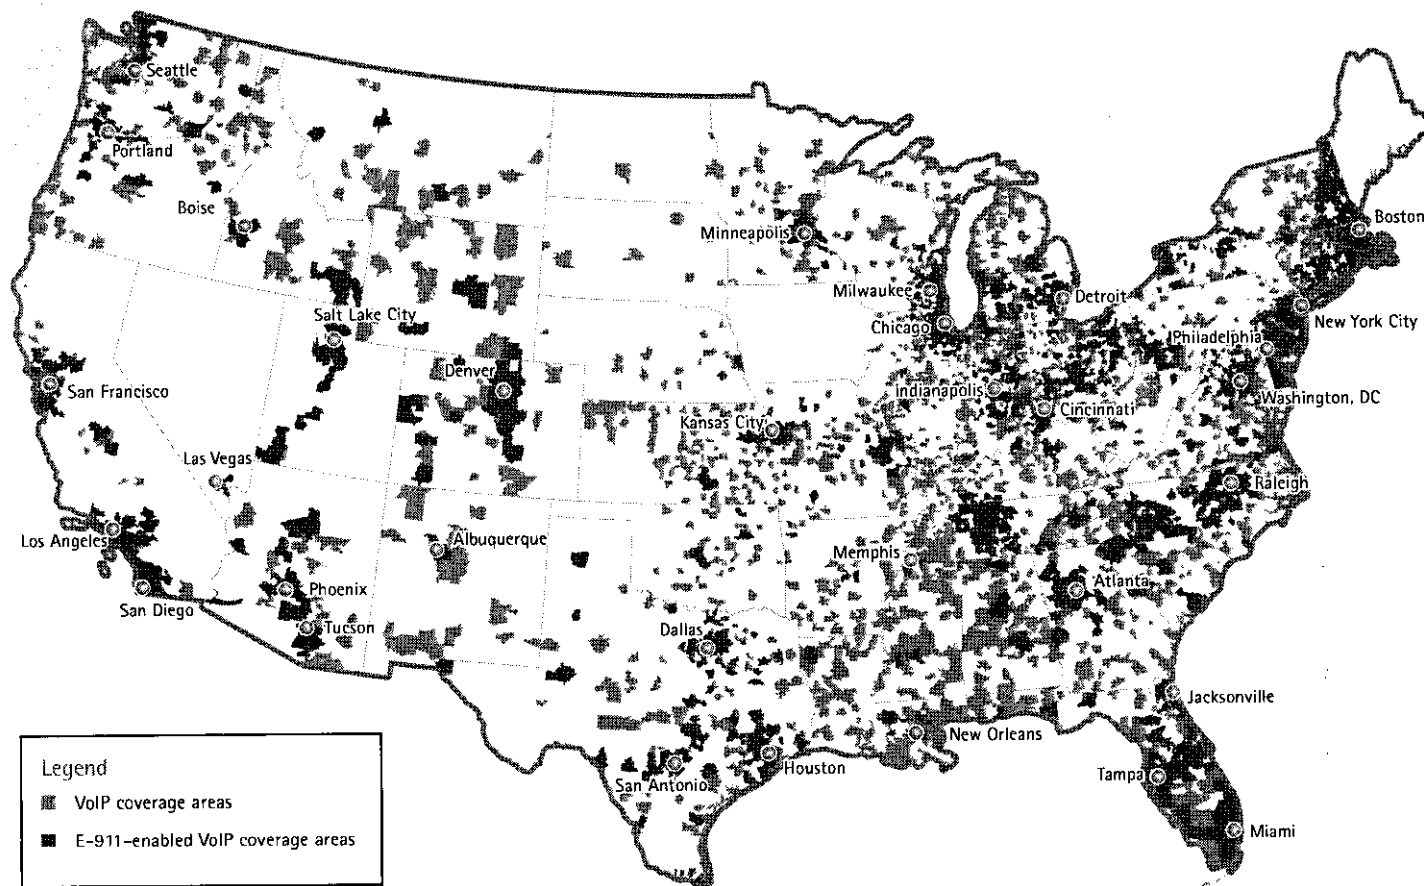 Seattle
Portland
Boise
Minneapolis
Boston
Milwaukee
Detroit
Salt Lake City
Chicago
New York City
Philadelphia
Denver
San Francisco
Indianapolis
Washington, DC
Cincinnati
Kansas City
Las Vegas
Raleigh
Los Angeles
Albuquerque
Memphis
Atlanta
San Diego
Phoenix
Tucson
Dallas
Jacksonville
New Orleans
Houston
San Antonio
Tampa
Miami
Legend
VoIP coverage areas
E-911-enabled VoIP coverage areas